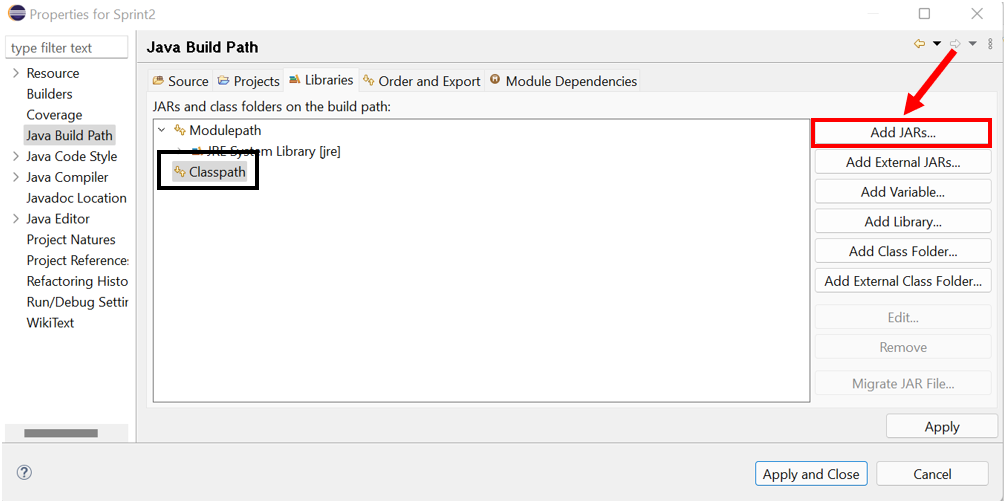 Properties for Sprint2
type filter text
Resource
Builders
Coverage
Java Build Path
Java Code Style
Java Compiler
Javadoc Location
Java Editor
Project Natures
Project References
Refactoring Histo
Run/Debug Settin
WikiText
Java Build Path
Source
Projects
Libraries
Order and Export
Module Dependencies
JARs and class folders on the build path:
Modulepath
JRE System Library [jre]
Classpath
Add JARs...
Add External JARs...
Add Variable...
Add Library...
Add Class Folder...
Add External Class Folder...
Edit...
Remove
Migrate JAR File...
Apply
?
Apply and Close
Cancel